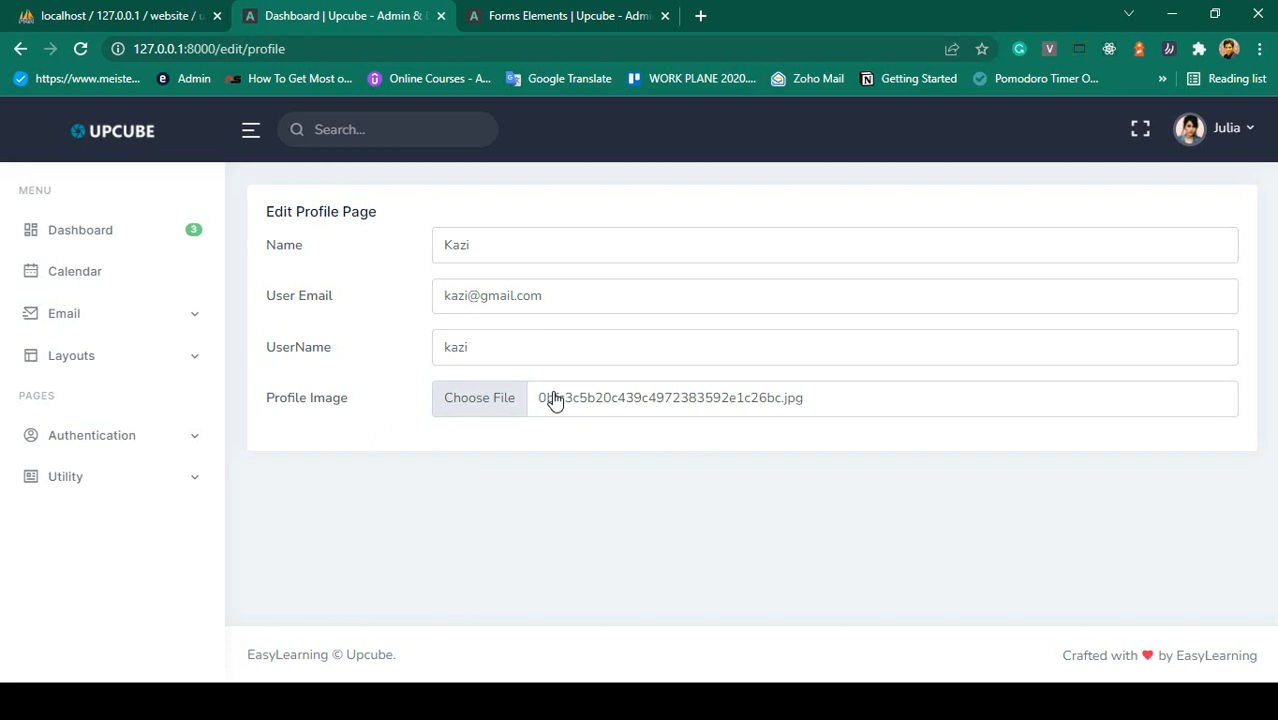 localhost / 127.0.0.1 / website / u
Dashboard | Upcube - Admin &
Forms Elements | Upcube - Admi
127.0.0.1:8000/edit/profile
https://www.meiste...
Admin
How To Get Most o...
Online Courses - A...
Google Translate
WORK PLANE 2020....
Zoho Mail
Getting Started
Pomodoro Timer O...
»
Reading list
UPCUBE
Search...
Julia
MENU
Dashboard
3
Calendar
Email
Layouts
PAGES
Authentication
Utility
Edit Profile Page
Name
Kazi
User Email
kazi@gmail.com
UserName
kazi
Profile Image
Choose File
EasyLearning © Upcube.
Crafted with ❤ by EasyLearning